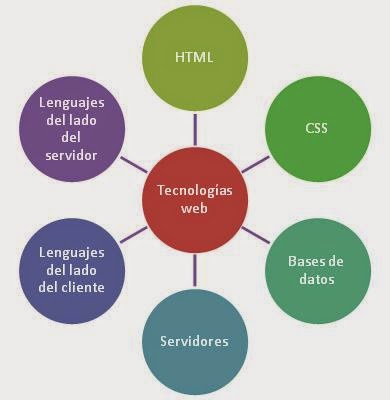 HTML
Lenguajes
del lado
del
servidor
CSS
Tecnologías
web
Lenguajes
del lado
del cliente
Bases de
datos
Servidores